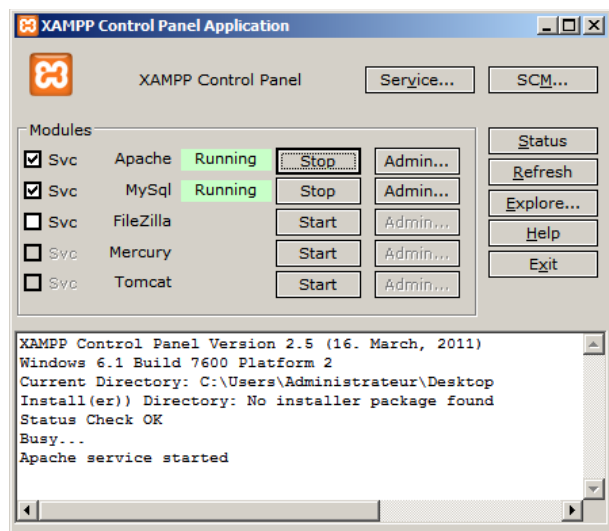 XAMPP Control Panel Application
XAMPP Control Panel Service... SCM...
Modules
Status
Svc Apache Running Stop Admin...
Refresh
Svc MySql Running Stop Admin...
Explore...
Svc FileZilla Start Admin...
Help
Svc Mercury Start Admin...
Exit
Svc Tomcat Start Admin...
XAMPP Control Panel Version 2.5 (16. March, 2011)
Windows 6.1 Build 7600 Platform 2
Current Directory: C:\Users\Administrateur\Desktop
Install(er)) Directory: No installer package found
Status Check OK
Busy...
Apache service started